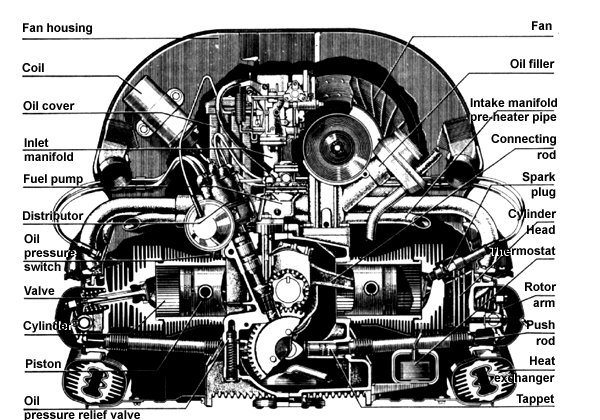 Fan housing
Coil
Oil cover
Inlet
manifold
Fuel pump
Distributor
Oil
pressure
switch
Valve
Cylinder
Piston
Oil
pressure relief valve
Fan
Oil filler
Intake manifold
pre-heater pipe
Connecting
rod
Spark
plug
Cylinder
Head
Thermostat
Rotor
arm
Push
rod
Heat
exchanger
Tappet